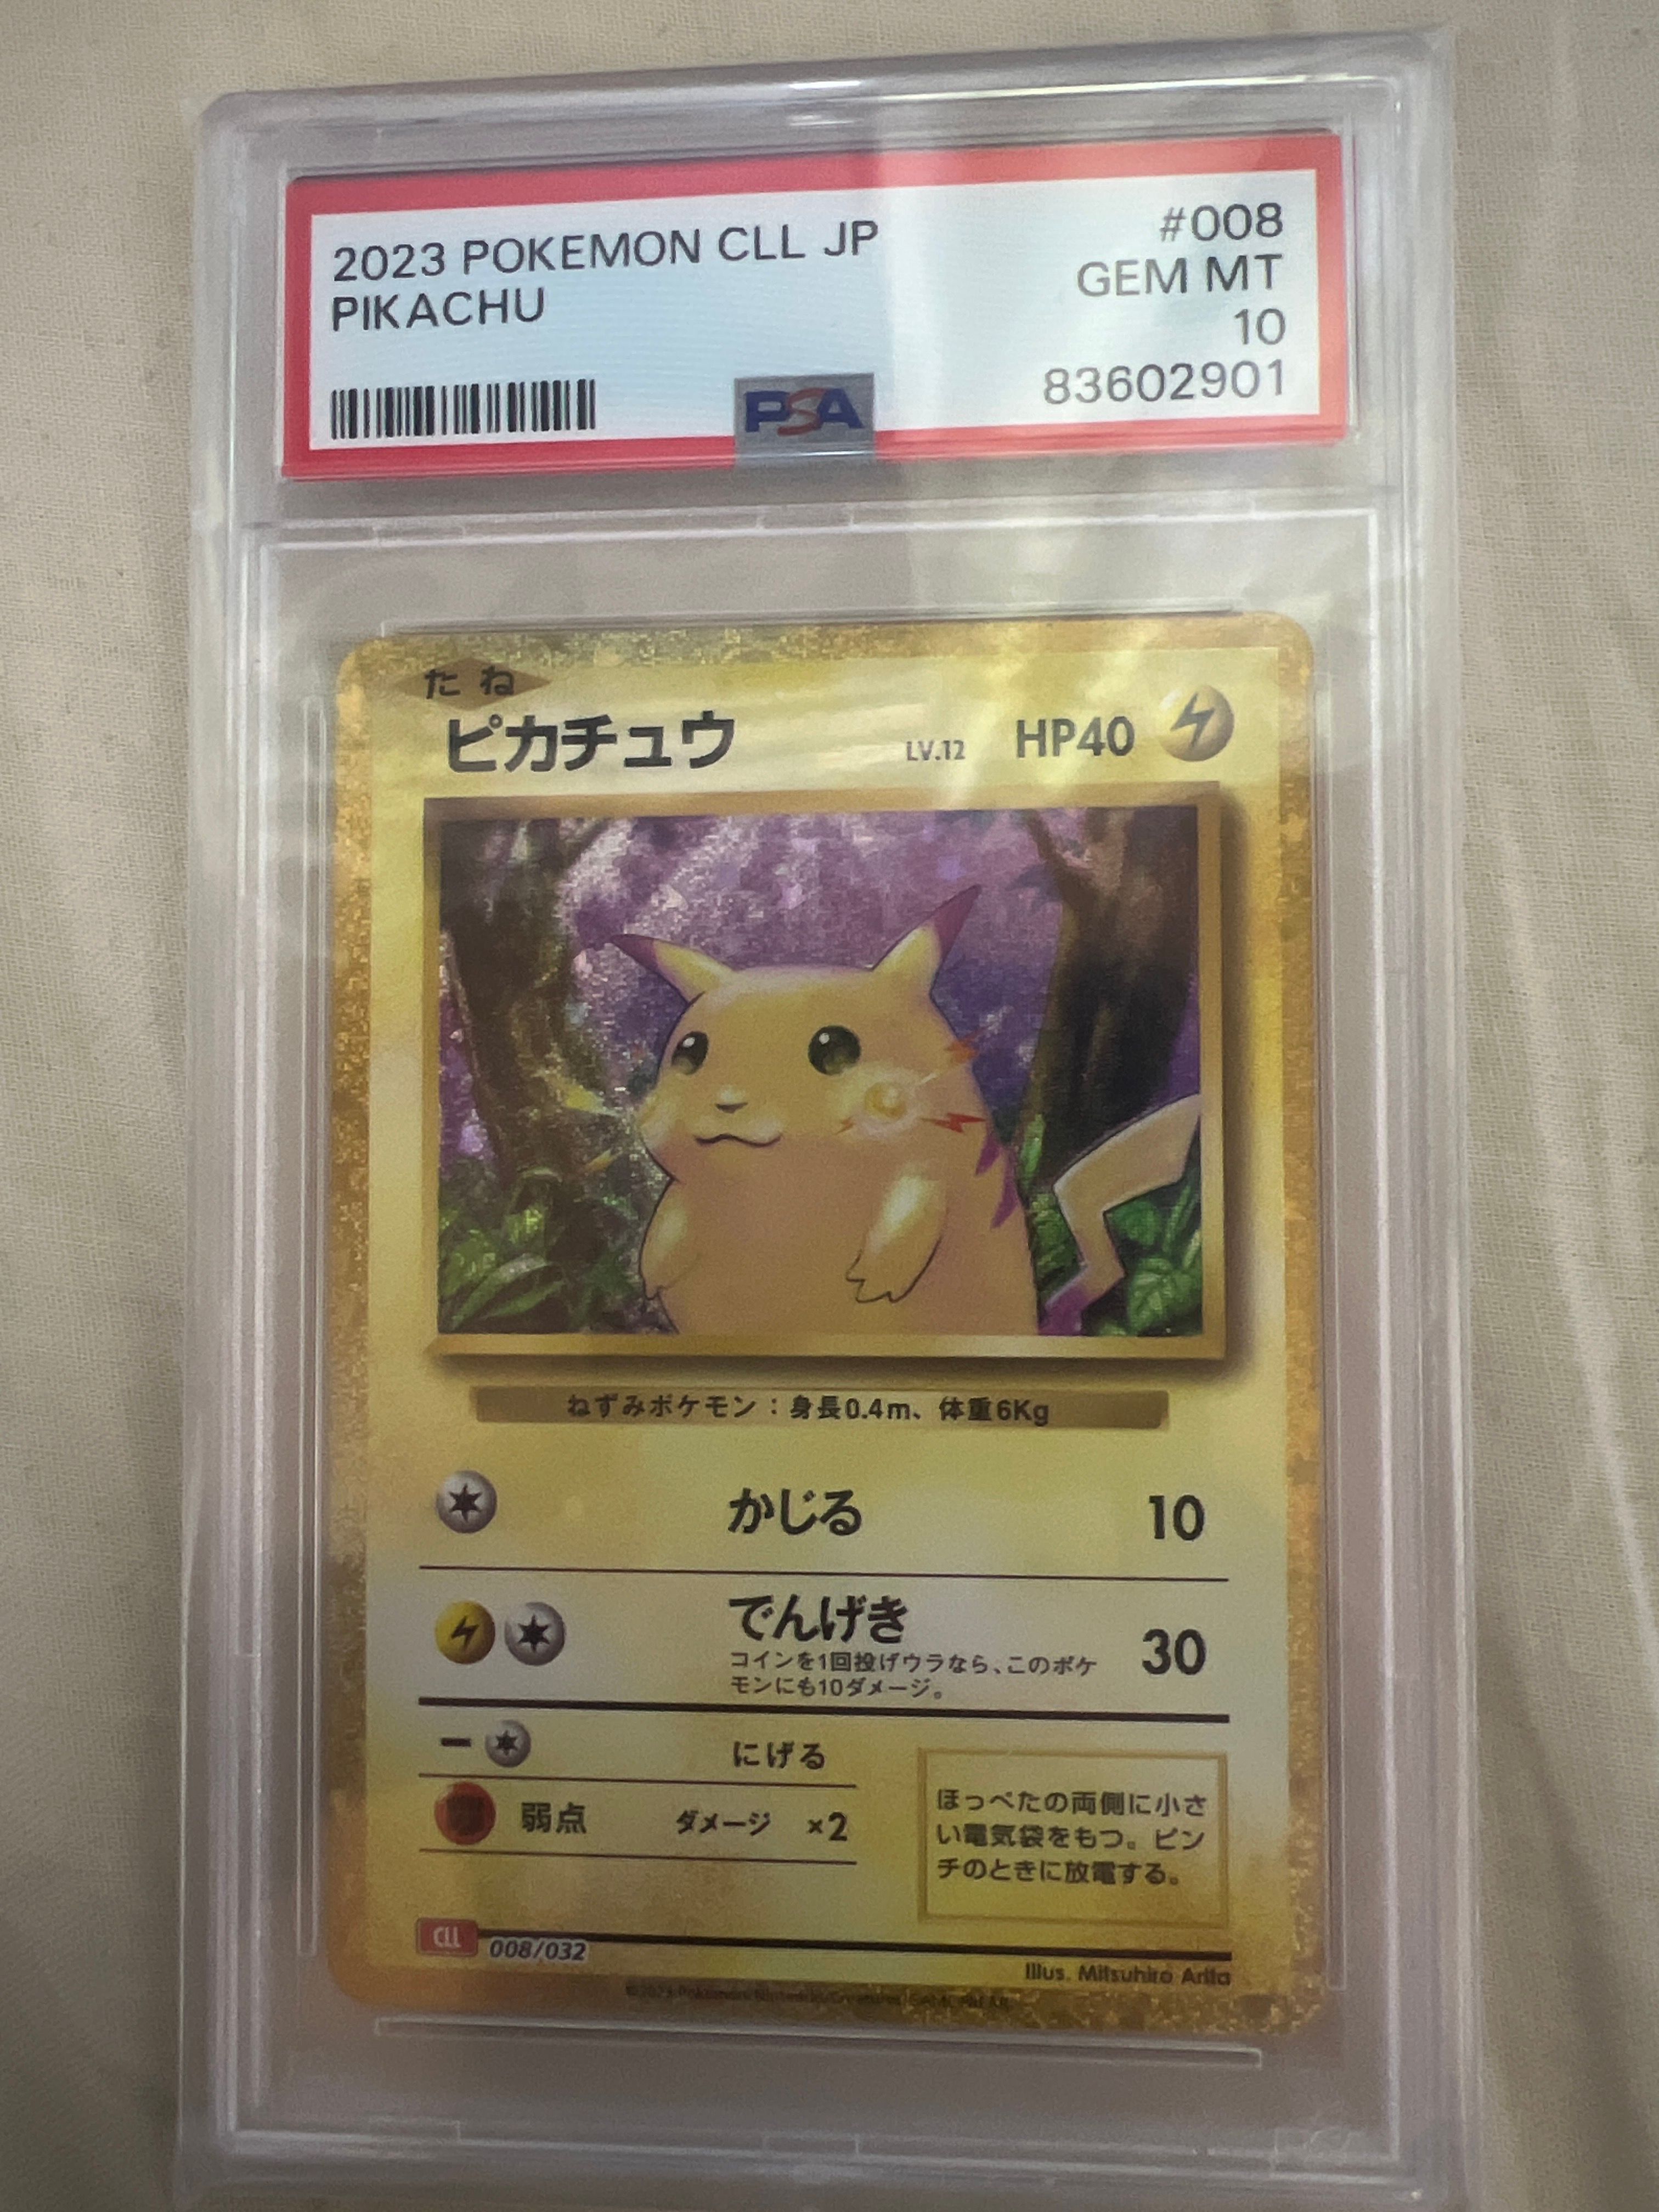 2023 POKEMON CLL JP
PIKACHU
#008
GEM MT
10
83602901
PSA
たね
ピカチュウ
LV.12 HP40
ねずみポケモン：身長0.4m、体重6Kg
かじる 10
でんげき 30
コインを1回投げウラなら、このポケ
モンにも10ダメージ。
にげる
弱点 ダメージ ×2
ほっぺたの両側に小さ
い電気袋をもつ。ピン
チのときに放電する。
CLL 008/032
Illus. Mitsuhiro Arita
©2023 Pokémon/Nintendo/Creatures/GAME FREAK